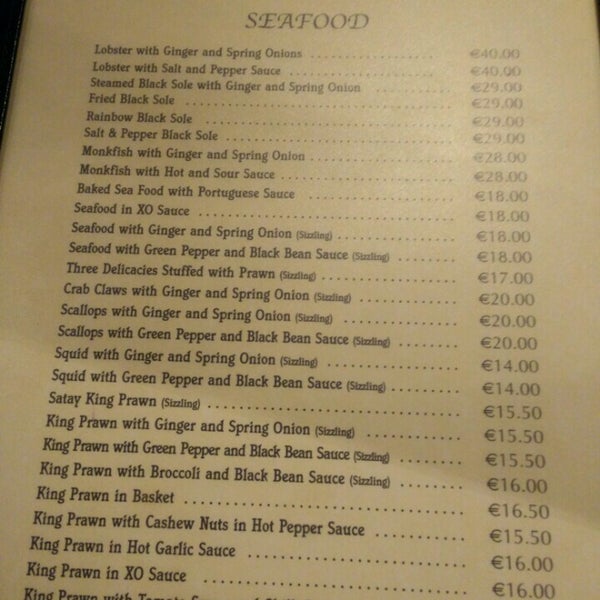 SEAFOOD
Lobster with Ginger and Spring Onions .................... €40.00
Lobster with Salt and Pepper Sauce .................... €40.00
Steamed Black Sole with Ginger and Spring Onion .................... €29.00
Fried Black Sole .................... €29.00
Rainbow Black Sole .................... €29.00
Salt & Pepper Black Sole .................... €29.00
Monkfish with Ginger and Spring Onion .................... €28.00
Monkfish with Hot and Sour Sauce .................... €28.00
Baked Sea Food with Portuguese Sauce .................... €18.00
Seafood in XO Sauce .................... €18.00
Seafood with Ginger and Spring Onion (Sizzling) .................... €18.00
Seafood with Green Pepper and Black Bean Sauce (Sizzling) .................... €18.00
Three Delicacies Stuffed with Prawn (Sizzling) .................... €17.00
Crab Claws with Ginger and Spring Onion (Sizzling) .................... €20.00
Scallops with Ginger and Spring Onion (Sizzling) .................... €20.00
Scallops with Green Pepper and Black Bean Sauce (Sizzling) .................... €20.00
Squid with Ginger and Spring Onion (Sizzling) .................... €14.00
Squid with Green Pepper and Black Bean Sauce (Sizzling) .................... €14.00
Satay King Prawn (Sizzling) .................... €15.50
King Prawn with Ginger and Spring Onion (Sizzling) .................... €15.50
King Prawn with Green Pepper and Black Bean Sauce (Sizzling) .................... €15.50
King Prawn with Broccoli and Black Bean Sauce (Sizzling) .................... €16.00
King Prawn in Basket .................... €16.50
King Prawn with Cashew Nuts in Hot Pepper Sauce .................... €15.50
King Prawn in Hot Garlic Sauce .................... €16.00
King Prawn in XO Sauce .................... €16.00
King Prawn with